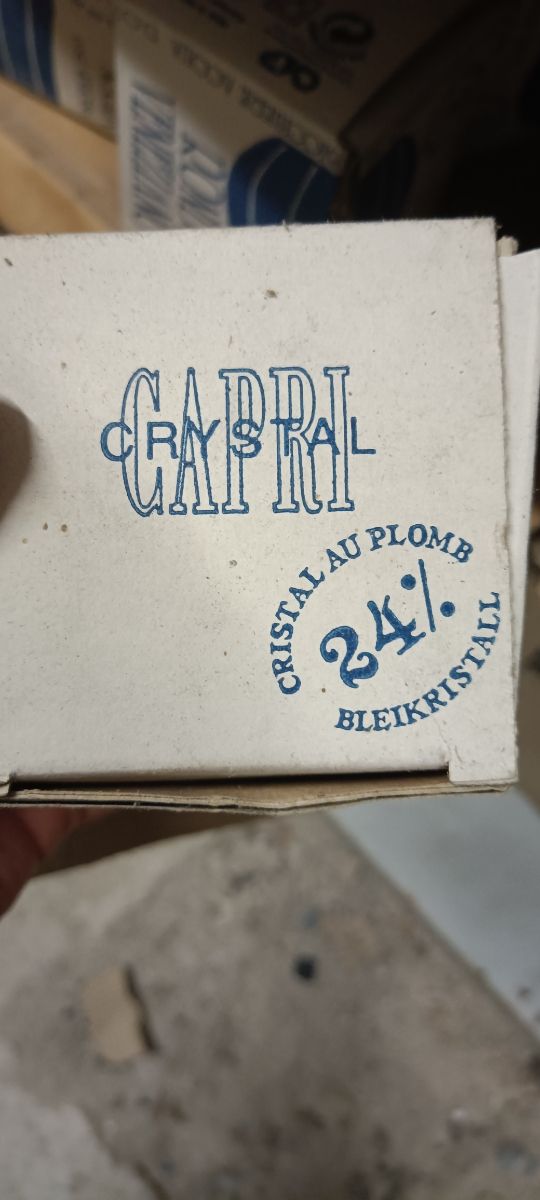 CAPRI
CRYSTAL
CRISTAL AU PLOMB
24%
BLEIKRISTALL